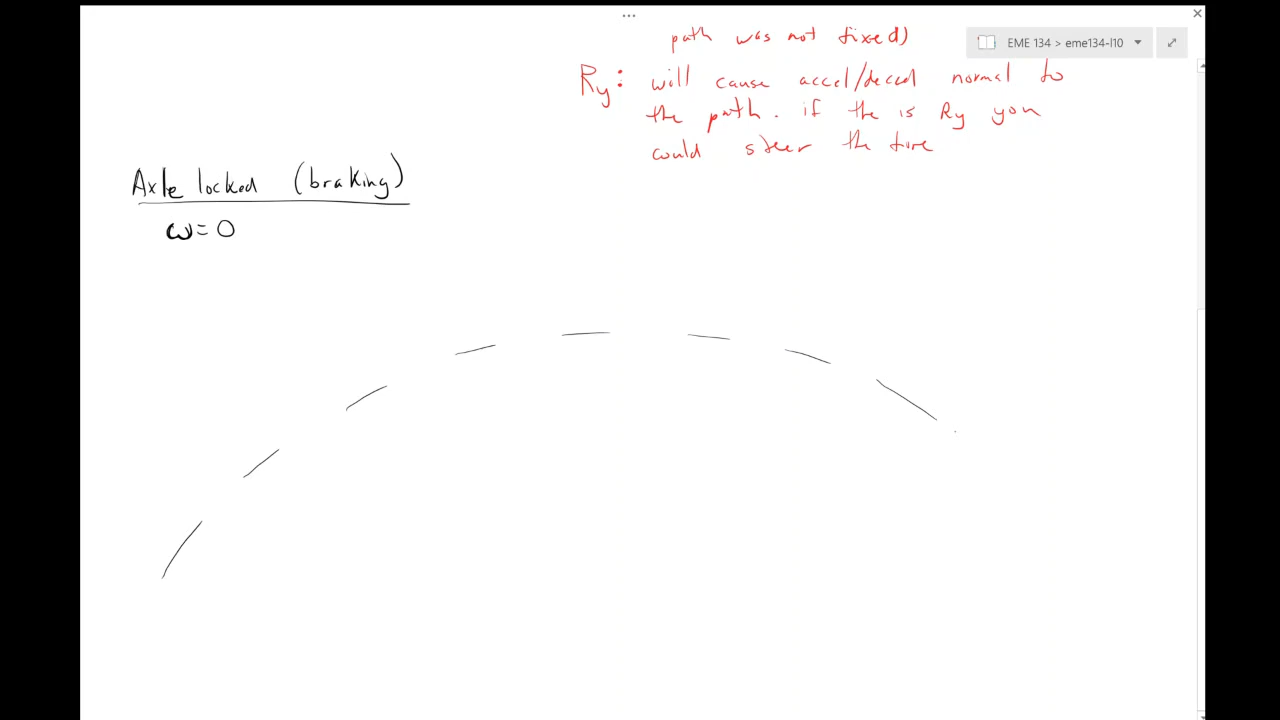 path was not fixed)
EME 134 > eme134-l10
Ry: will cause accel/deced normal to
the path. if the is Ry you
could steer the tire
Axle locked (braking)
ω=0